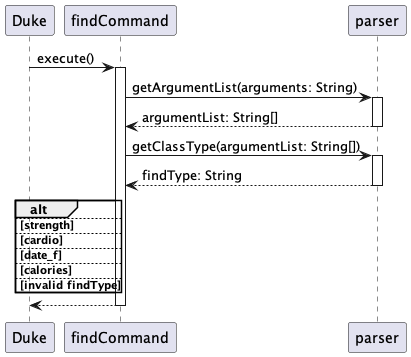 Duke findCommand parser
execute()
getArgumentList(arguments: String)
argumentList: String[]
getClassType(argumentList: String[])
findType: String
alt
[strength]
[cardio]
[date_f]
[calories]
[invalid findType]
Duke findCommand parser